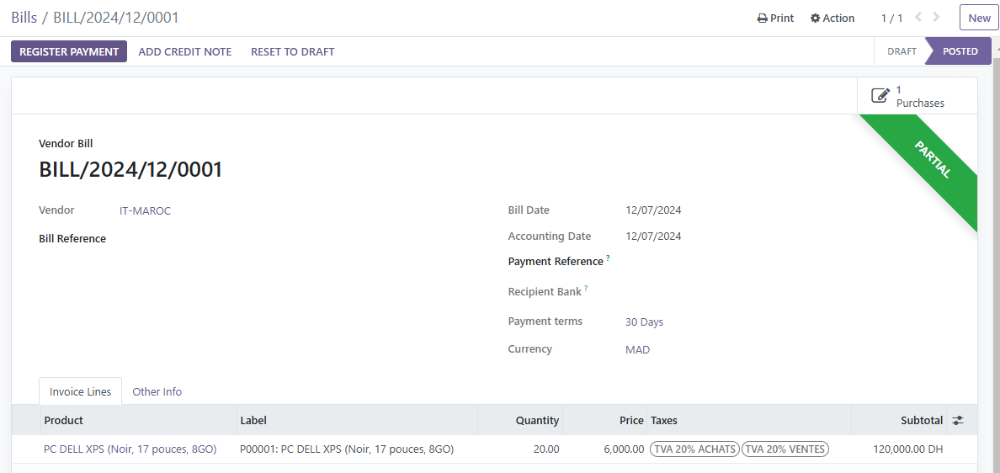 Bills / BILL/2024/12/0001
Print Action 1 / 1 New
REGISTER PAYMENT ADD CREDIT NOTE RESET TO DRAFT DRAFT POSTED
1
Purchases
PARTIAL
Vendor Bill
BILL/2024/12/0001
Vendor IT-MAROC
Bill Reference
Bill Date 12/07/2024
Accounting Date 12/07/2024
Payment Reference ?
Recipient Bank ?
Payment terms 30 Days
Currency MAD
Invoice Lines Other Info
Product Label Quantity Price Taxes Subtotal
PC DELL XPS (Noir, 17 pouces, 8GO) P00001: PC DELL XPS (Noir, 17 pouces, 8GO) 20.00 6,000.00 TVA 20% ACHATS TVA 20% VENTES 120,000.00 DH